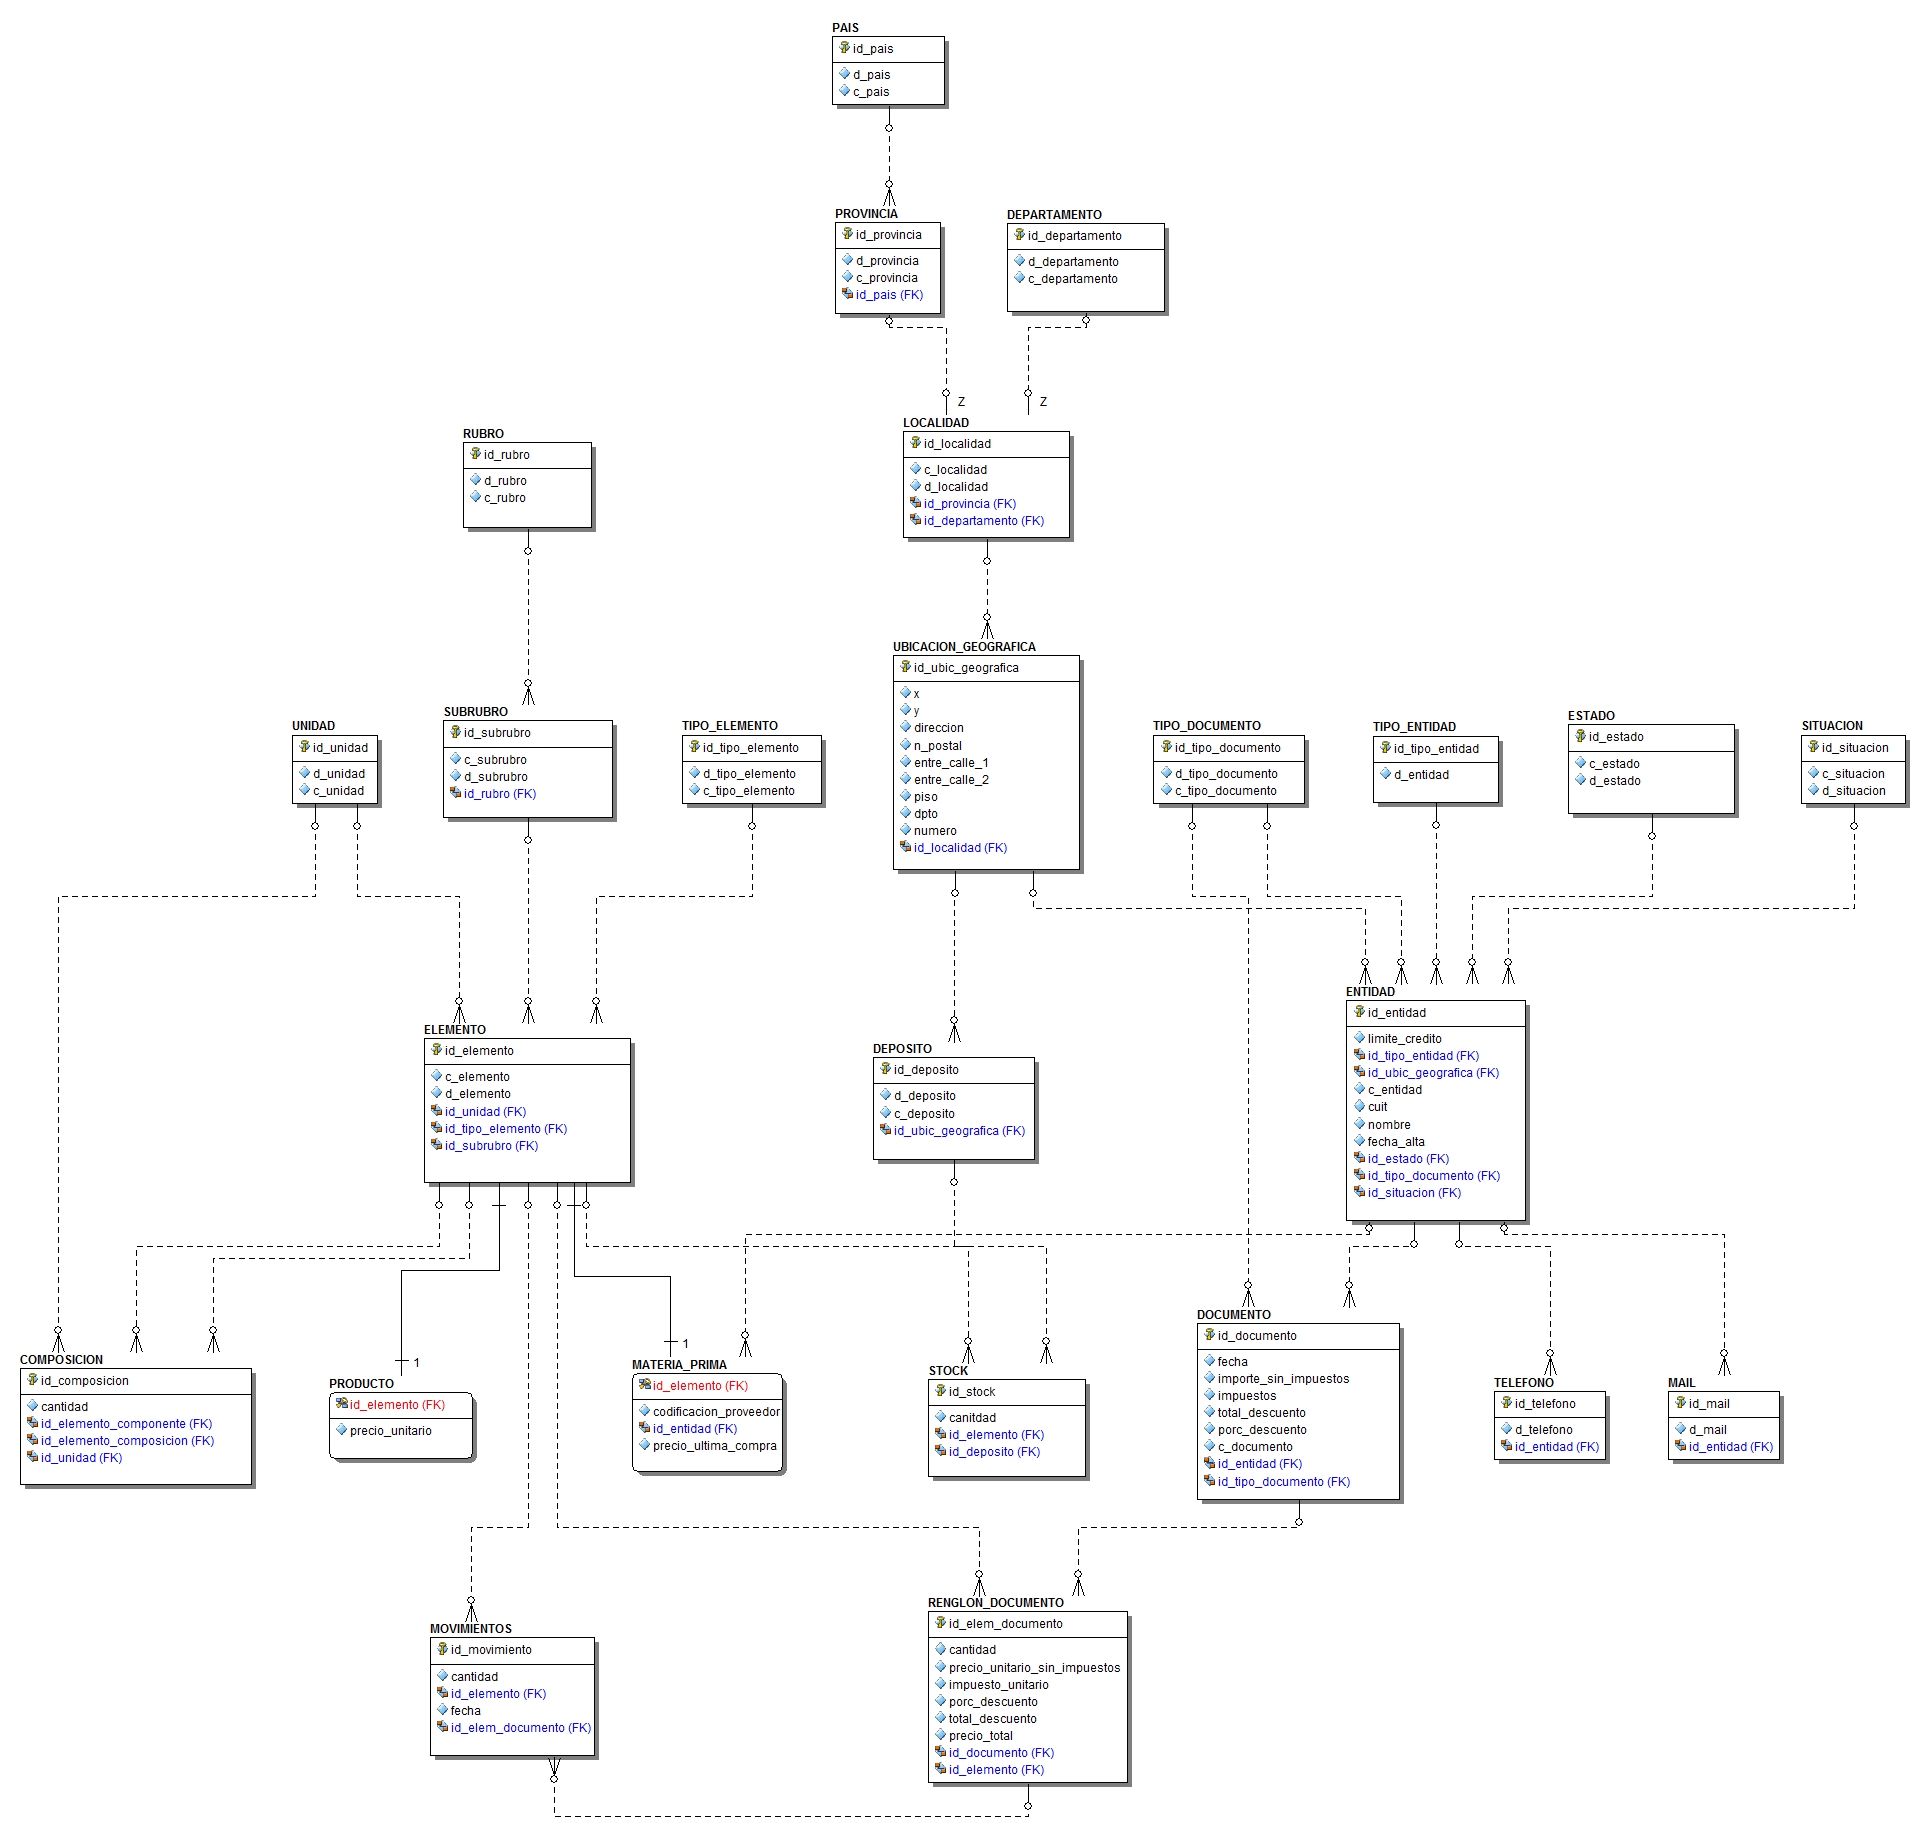 PAIS
id_pais
d_pais
c_pais
PROVINCIA
id_provincia
d_provincia
c_provincia
id_pais (FK)
DEPARTAMENTO
id_departamento
d_departamento
c_departamento
Z
Z
LOCALIDAD
id_localidad
c_localidad
d_localidad
id_provincia (FK)
id_departamento (FK)
RUBRO
id_rubro
d_rubro
c_rubro
UBICACION_GEOGRAFICA
id_ubic_geografica
x
y
direccion
n_postal
entre_calle_1
entre_calle_2
piso
dpto
numero
id_localidad (FK)
UNIDAD
id_unidad
d_unidad
c_unidad
SUBRUBRO
id_subrubro
c_subrubro
d_subrubro
id_rubro (FK)
TIPO_ELEMENTO
id_tipo_elemento
d_tipo_elemento
c_tipo_elemento
TIPO_DOCUMENTO
id_tipo_documento
d_tipo_documento
c_tipo_documento
TIPO_ENTIDAD
id_tipo_entidad
d_entidad
ESTADO
id_estado
c_estado
d_estado
SITUACION
id_situacion
c_situacion
d_situacion
ELEMENTO
id_elemento
c_elemento
d_elemento
id_unidad (FK)
id_tipo_elemento (FK)
id_subrubro (FK)
DEPOSITO
id_deposito
d_deposito
c_deposito
id_ubic_geografica (FK)
ENTIDAD
id_entidad
limite_credito
id_tipo_entidad (FK)
id_ubic_geografica (FK)
c_entidad
cuit
nombre
fecha_alta
id_estado (FK)
id_tipo_documento (FK)
id_situacion (FK)
COMPOSICION
id_composicion
cantidad
id_elemento_componente (FK)
id_elemento_composicion (FK)
id_unidad (FK)
1
PRODUCTO
id_elemento (FK)
precio_unitario
1
MATERIA_PRIMA
id_elemento (FK)
codificacion_proveedor
id_entidad (FK)
precio_ultima_compra
STOCK
id_stock
canitdad
id_elemento (FK)
id_deposito (FK)
DOCUMENTO
id_documento
fecha
importe_sin_impuestos
impuestos
total_descuento
porc_descuento
c_documento
id_entidad (FK)
id_tipo_documento (FK)
TELEFONO
id_telefono
d_telefono
id_entidad (FK)
MAIL
id_mail
d_mail
id_entidad (FK)
MOVIMIENTOS
id_movimiento
cantidad
id_elemento (FK)
fecha
id_elem_documento (FK)
RENGLON_DOCUMENTO
id_elem_documento
cantidad
precio_unitario_sin_impuestos
impuesto_unitario
porc_descuento
total_descuento
precio_total
id_documento (FK)
id_elemento (FK)